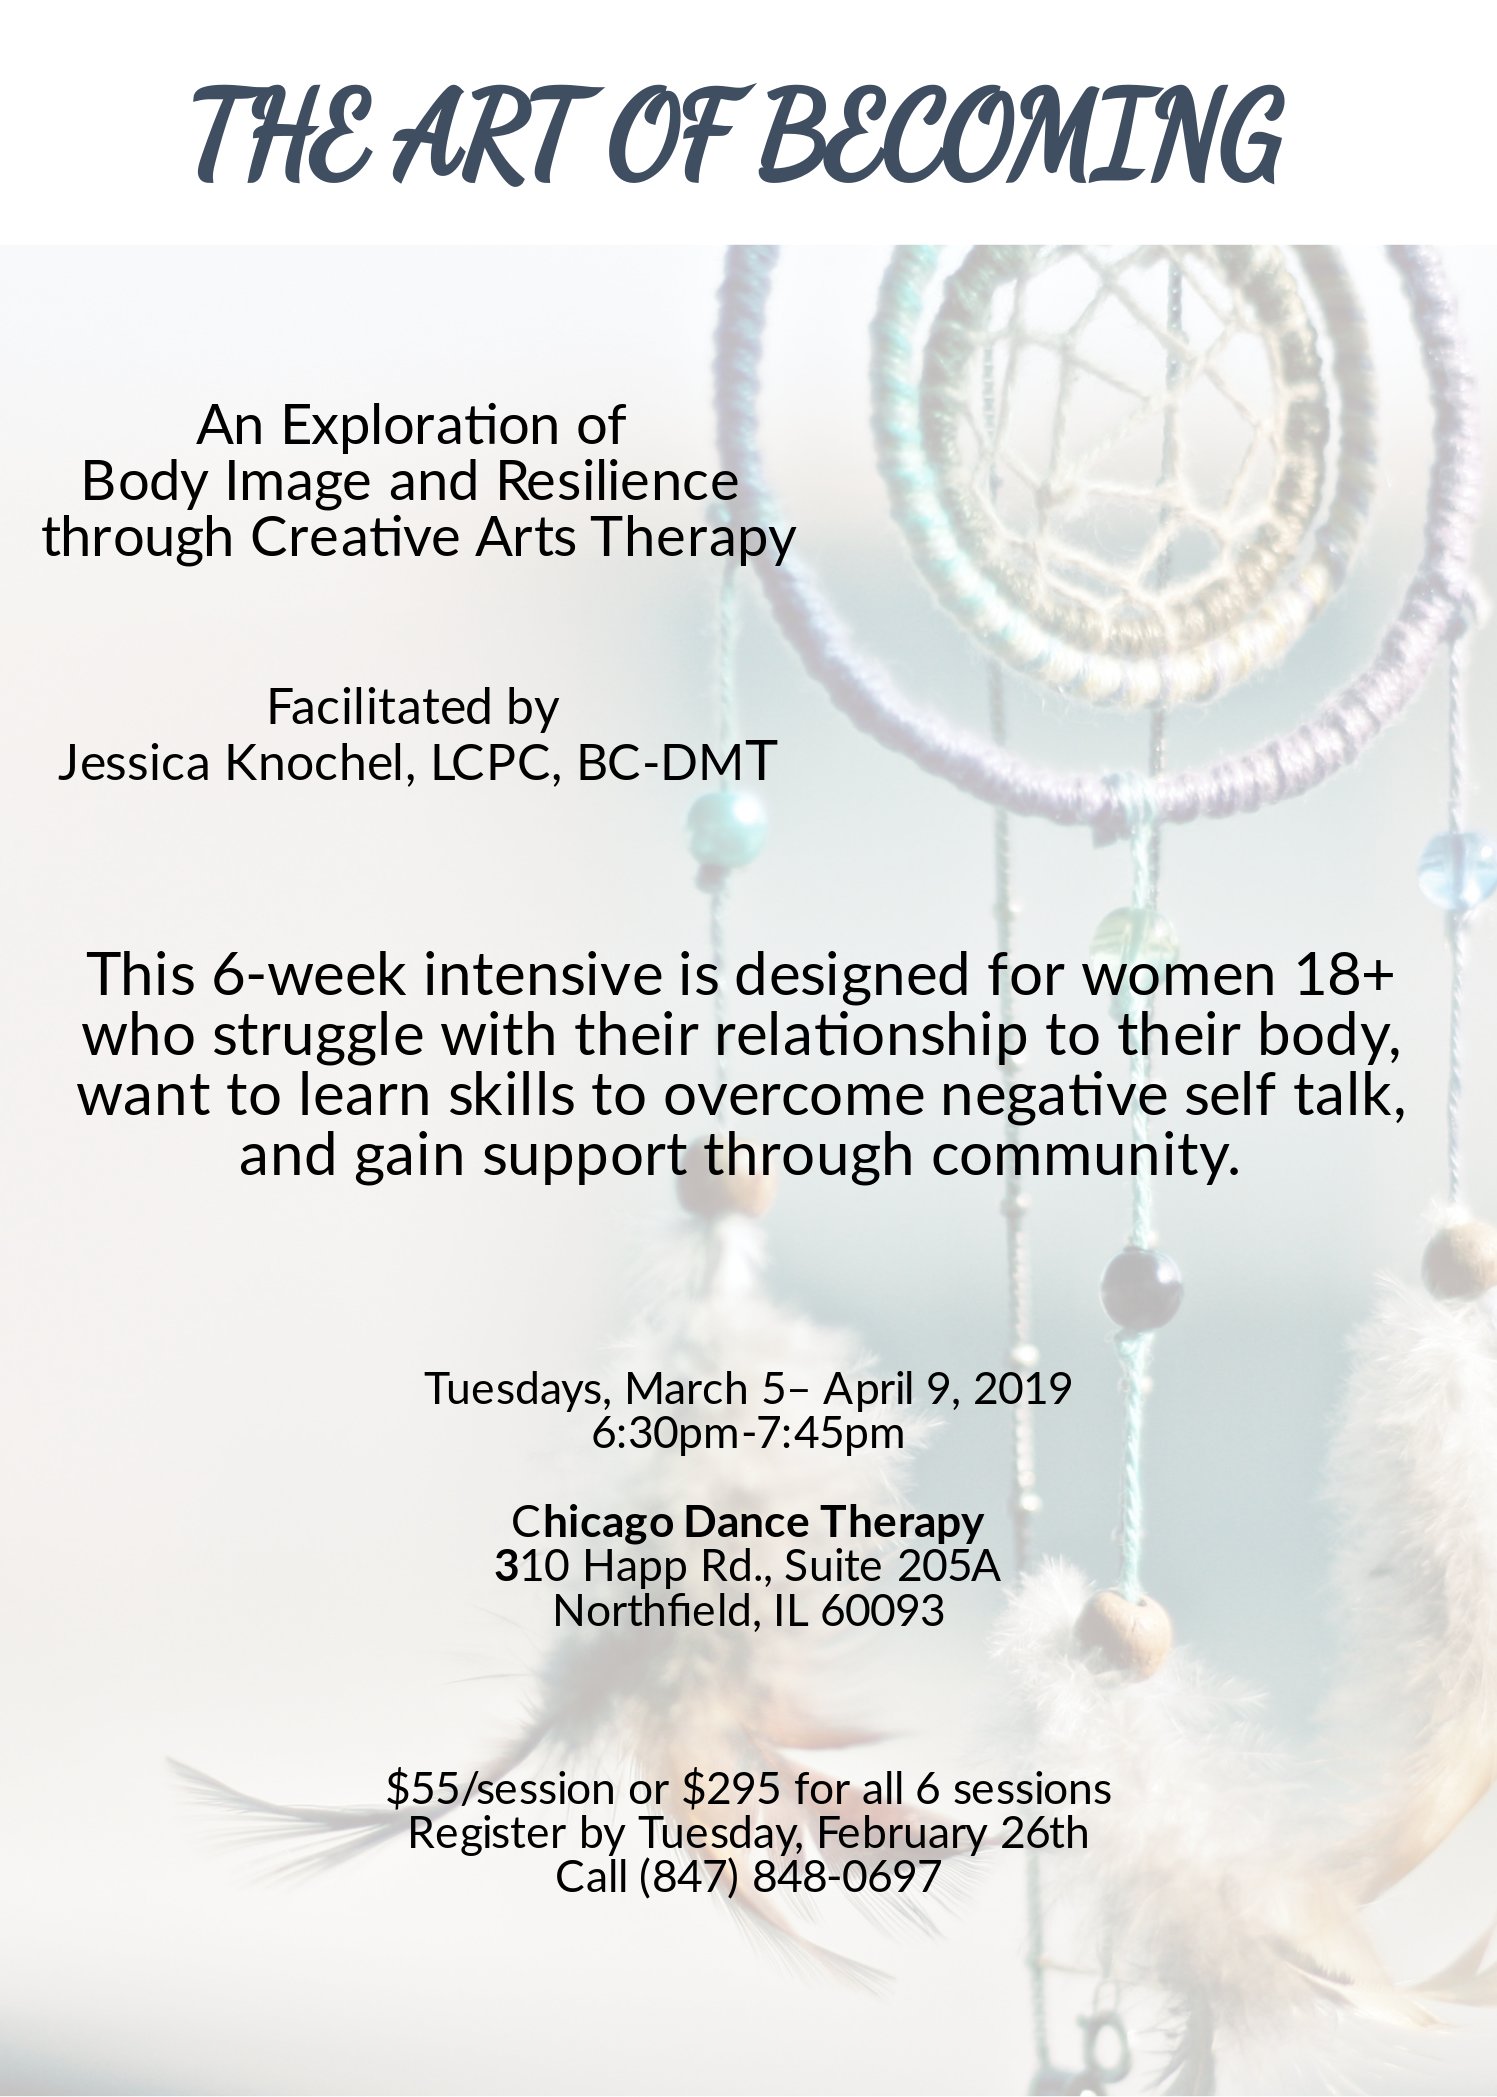 THE ART OF BECOMING
An Exploration of
Body Image and Resilience
through Creative Arts Therapy
Facilitated by
Jessica Knochel, LCPC, BC-DMT
This 6-week intensive is designed for women 18+
who struggle with their relationship to their body,
want to learn skills to overcome negative self talk,
and gain support through community.
Tuesdays, March 5– April 9, 2019
6:30pm-7:45pm
Chicago Dance Therapy
310 Happ Rd., Suite 205A
Northfield, IL 60093
$55/session or $295 for all 6 sessions
Register by Tuesday, February 26th
Call (847) 848-0697